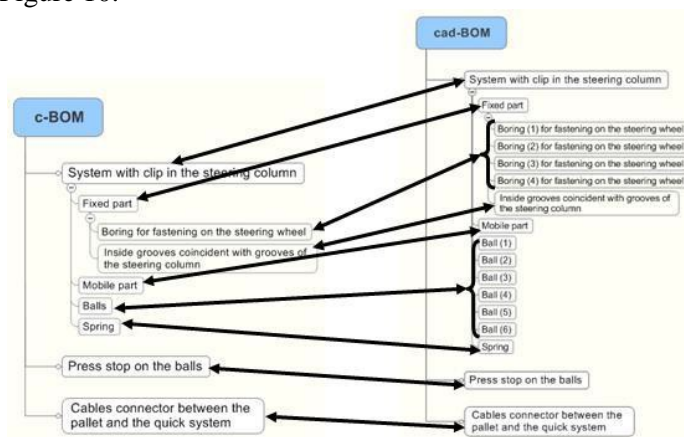 Figure 10.
c-BOM
System with clip in the steering column
Fixed part
Boring for fastening on the steering wheel
Inside grooves coincident with grooves of
the steering column
Mobile part
Balls
Spring
Press stop on the balls
Cables connector between the
pallet and the quick system
cad-BOM
System with clip in the steering column
Fixed part
Boring (1) for fastening on the steering wheel
Boring (2) for fastening on the steering wheel
Boring (3) for fastening on the steering wheel
Boring (4) for fastening on the steering wheel
Inside grooves coincident with grooves of
the steering column
Mobile part
Ball (1)
Ball (2)
Ball (3)
Ball (4)
Ball (5)
Ball (6)
Spring
Press stop on the balls
Cables connector between the
pallet and the quick system